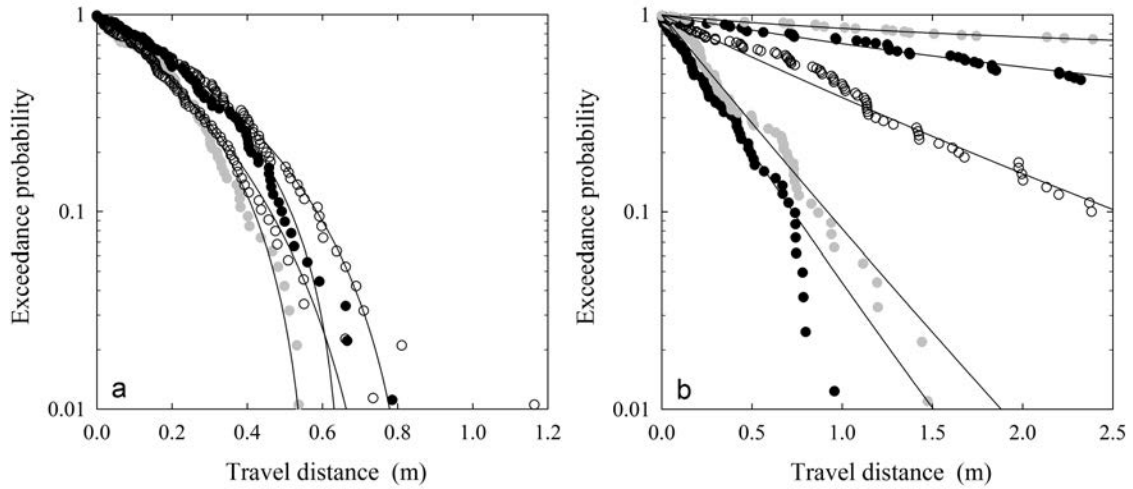 1
0.1
0.01
Exceedance probability
a
0.0 0.2 0.4 0.6 0.8 1.0 1.2
Travel distance (m)
1
0.1
0.01
Exceedance probability
b
0.0 0.5 1.0 1.5 2.0 2.5
Travel distance (m)